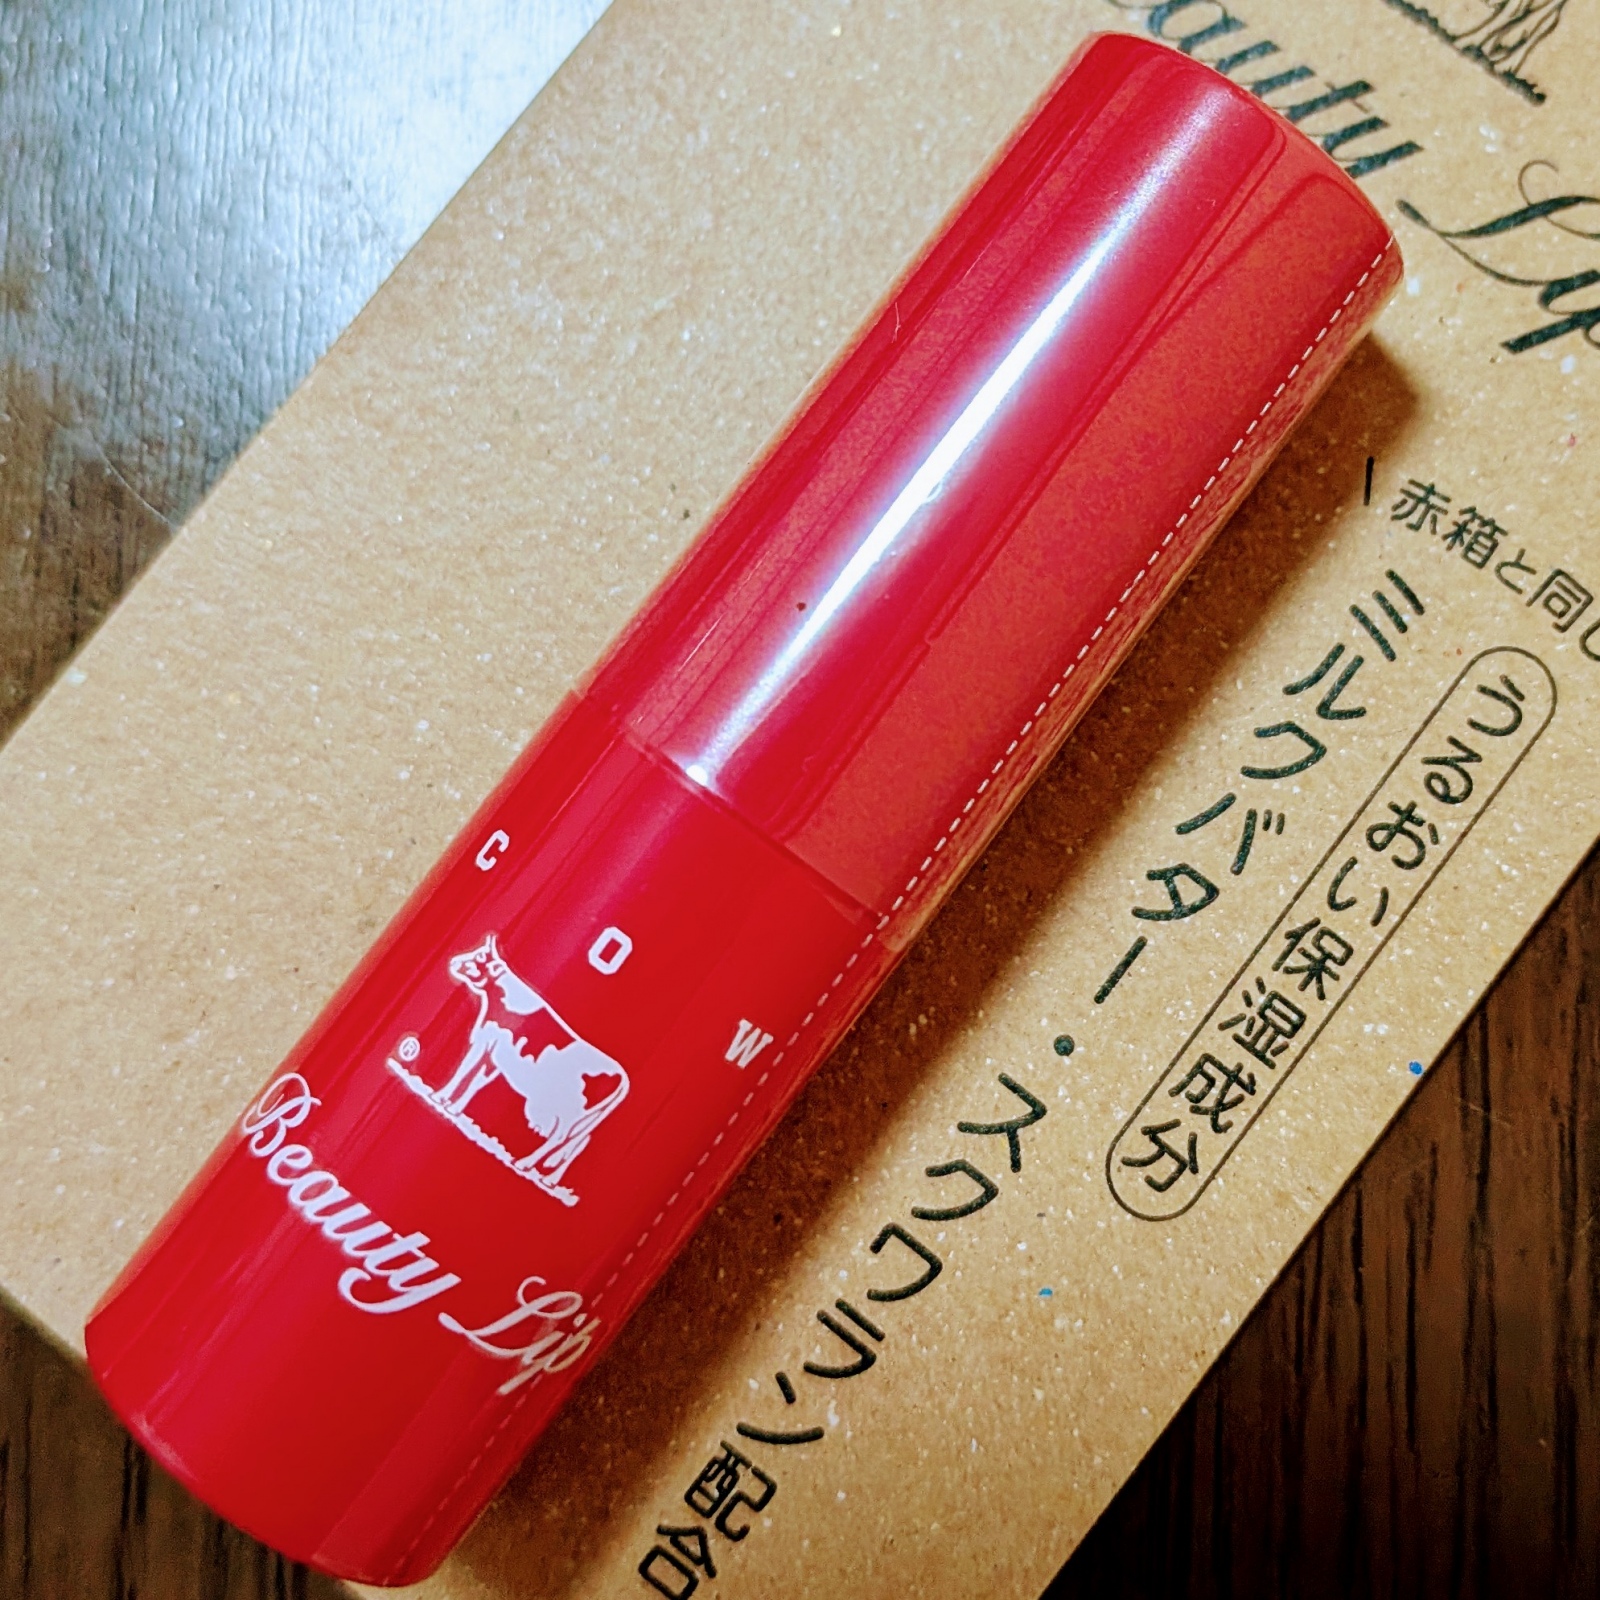 C O W
®
Beauty Lip
Beauty Lip
赤箱と同じ
うるおい保湿成分
ミルクバター・スクワラン配合